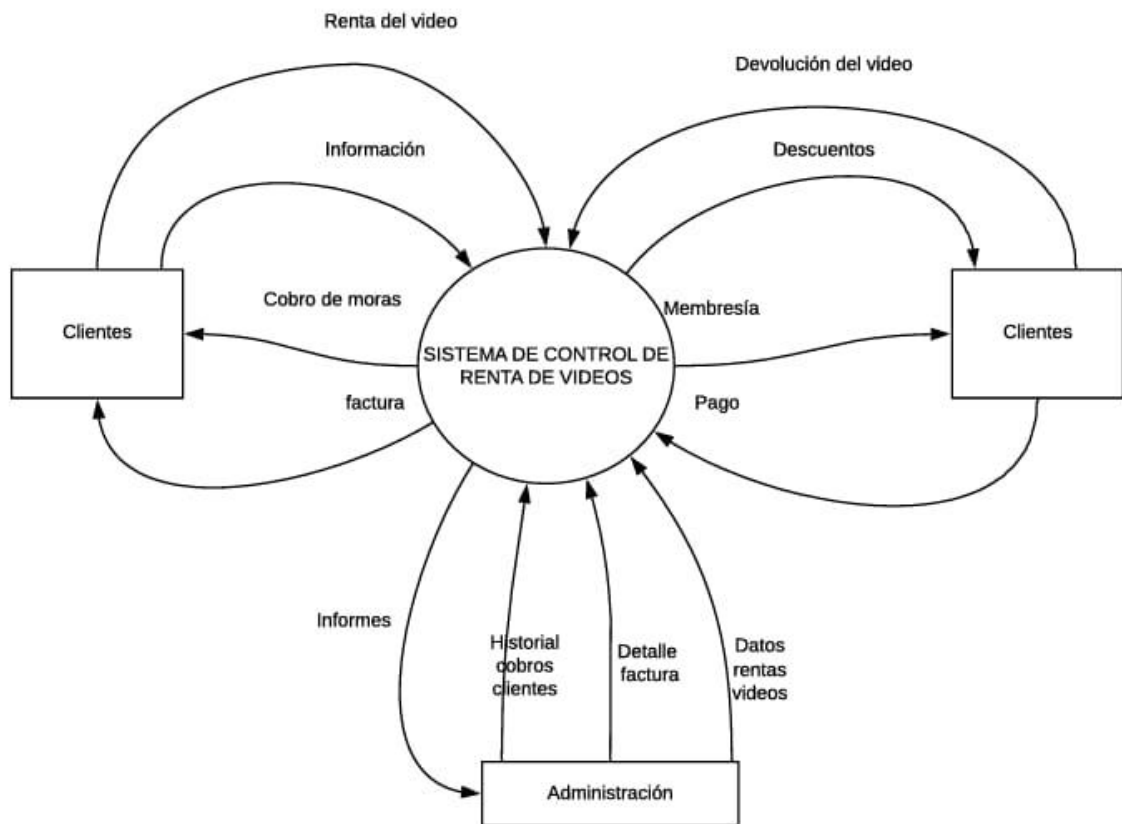 Renta del video
Devolución del video
Información
Descuentos
Cobro de moras
Membresía
Clientes
Clientes
SISTEMA DE CONTROL DE
RENTA DE VIDEOS
factura
Pago
Informes
Historial
cobros
clientes
Detalle
factura
Datos
rentas
videos
Administración